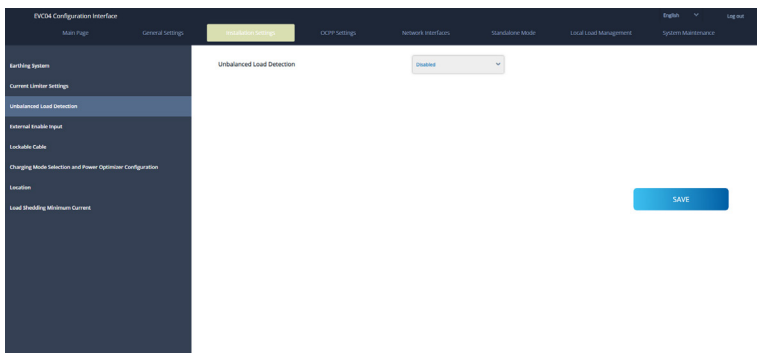 EVC04 Configuration Interface
English
Log out
Main Page
General Settings
Installation Settings
OCPP Settings
Network Interfaces
Standalone Mode
Local Load Management
System Maintenance
Earthing System
Current Limiter Settings
Unbalanced Load Detection
External Enable Input
Lockable Cable
Charging Mode Selection and Power Optimizer Configuration
Location
Load Shedding Minimum Current
Unbalanced Load Detection
Disabled
SAVE